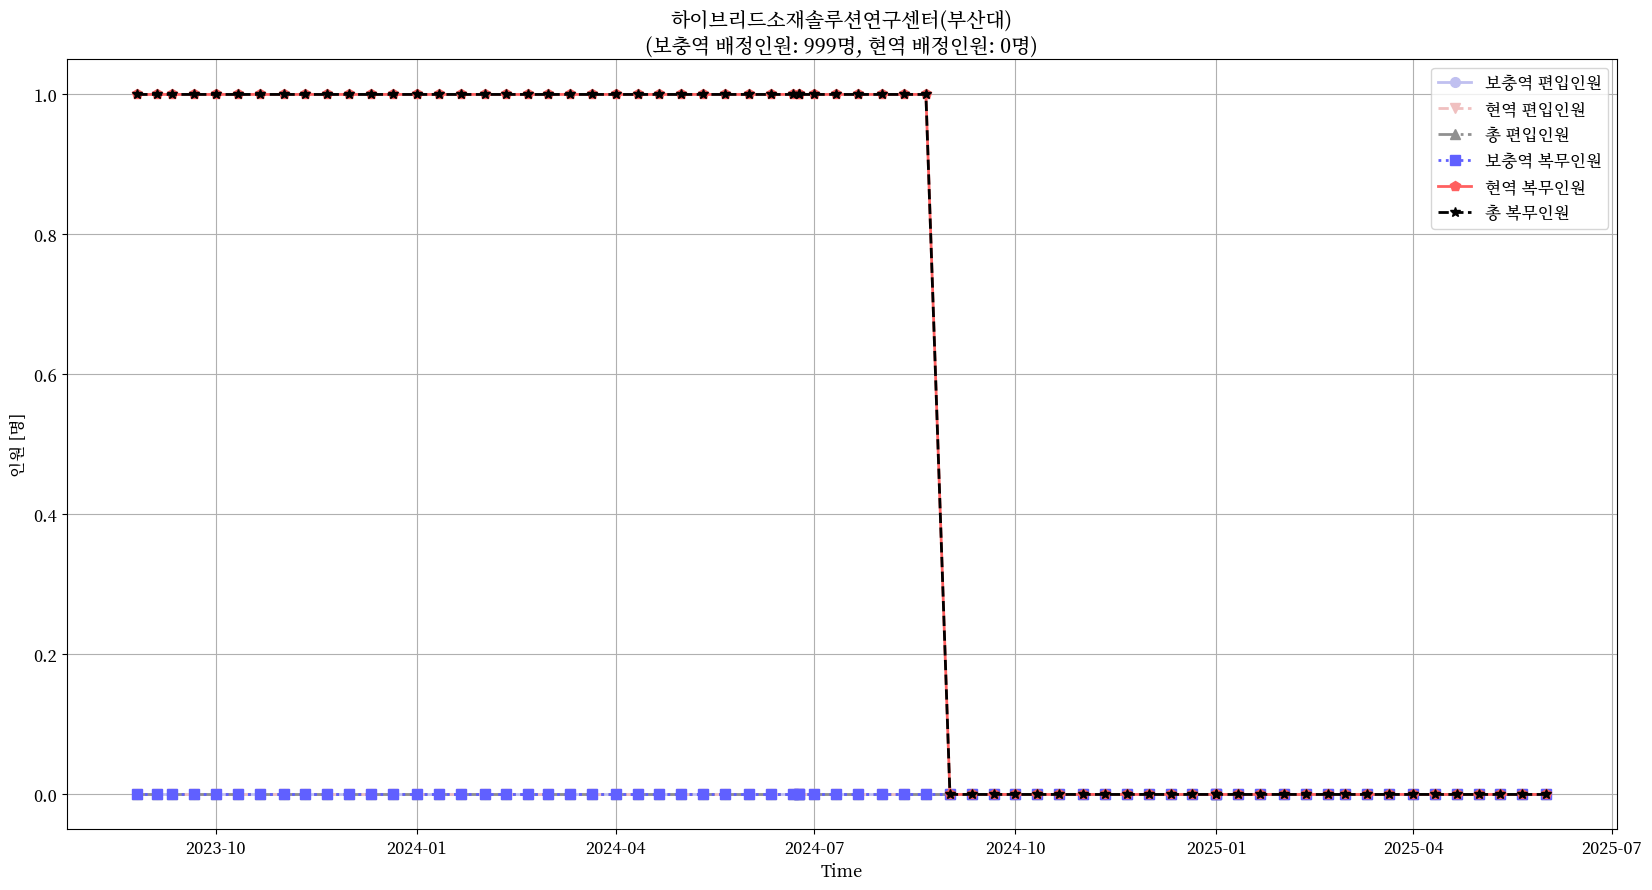 하이브리드소재솔루션연구센터(부산대)
(보충역 배정인원: 999명, 현역 배정인원: 0명)
보충역 편입인원
현역 편입인원
총 편입인원
보충역 복무인원
현역 복무인원
총 복무인원
인원 [명]
1.0
0.8
0.6
0.4
0.2
0.0
2023-10
2024-01
2024-04
2024-07
2024-10
2025-01
2025-04
2025-07
Time